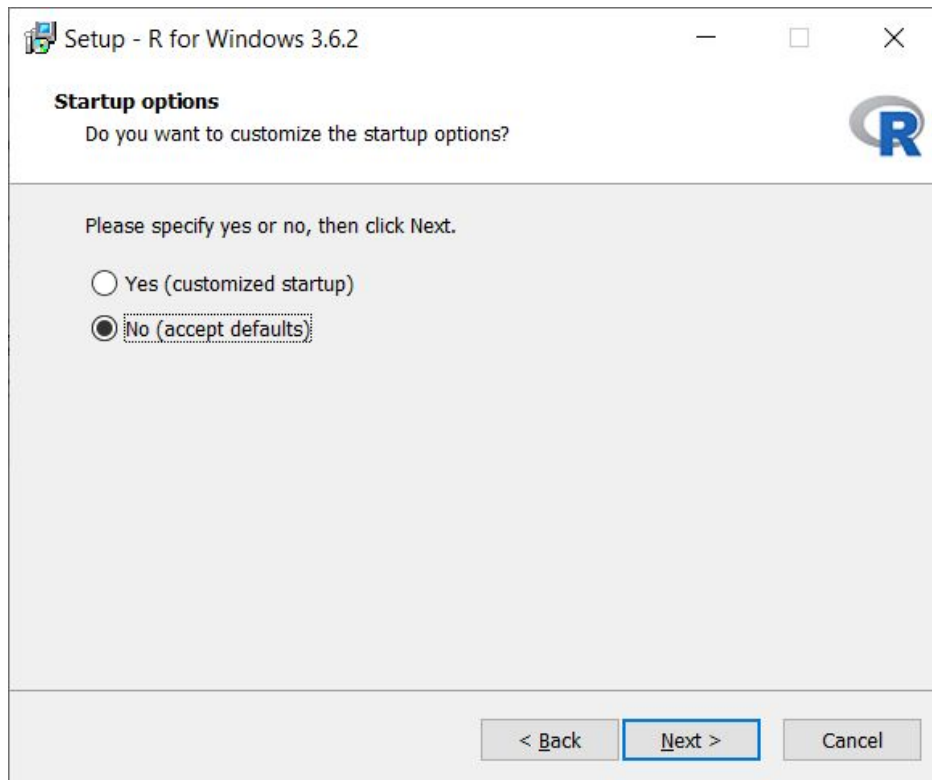 Setup - R for Windows 3.6.2
Startup options
Do you want to customize the startup options?
R
Please specify yes or no, then click Next.
Yes (customized startup)
No (accept defaults)
< Back Next > Cancel